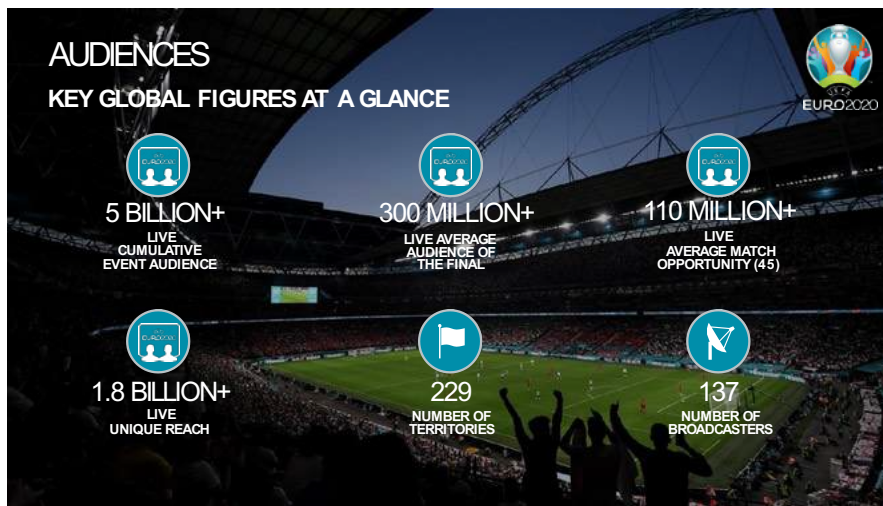 AUDIENCES
KEY GLOBAL FIGURES AT A GLANCE
UEFA
EURO2020
5 BILLION+
LIVE
CUMULATIVE
EVENT AUDIENCE
300 MILLION+
LIVE AVERAGE
AUDIENCE OF
THE FINAL
110 MILLION+
LIVE
AVERAGE MATCH
OPPORTUNITY (45)
1.8 BILLION+
LIVE
UNIQUE REACH
229
NUMBER OF
TERRITORIES
137
NUMBER OF
BROADCASTERS